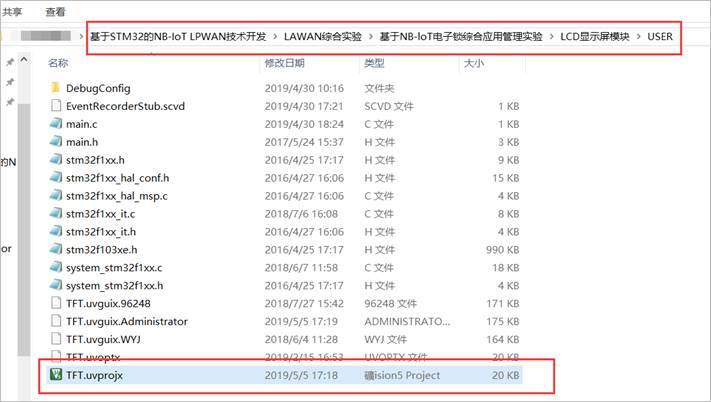 共享 查看
基于STM32的NB-IoT LPWAN技术开发 > LAWAN综合实验 > 基于NB-IoT电子锁综合应用管理实验 > LCD显示屏模块 > USER
名称 修改日期 类型 大小
DebugConfig 2019/4/30 10:16 文件夹
EventRecorderStub.scvd 2019/4/30 17:21 SCVD 文件 1 KB
main.c 2019/4/30 18:24 C 文件 1 KB
main.h 2017/5/24 15:37 H 文件 3 KB
stm32f1xx.h 2016/4/25 17:17 H 文件 9 KB
stm32f1xx_hal_conf.h 2016/4/27 16:06 H 文件 15 KB
stm32f1xx_hal_msp.c 2016/4/27 16:06 C 文件 4 KB
stm32f1xx_it.c 2018/7/6 16:08 C 文件 8 KB
stm32f1xx_it.h 2016/4/27 16:06 H 文件 4 KB
stm32f103xe.h 2016/4/25 17:17 H 文件 990 KB
system_stm32f1xx.c 2018/6/7 11:58 C 文件 18 KB
system_stm32f1xx.h 2016/4/25 17:17 H 文件 4 KB
TFT.uvguix.96248 2018/7/27 15:42 96248 文件 171 KB
TFT.uvguix.Administrator 2019/5/5 17:19 ADMINISTRATO... 175 KB
TFT.uvguix.WYJ 2018/6/4 11:28 WYJ 文件 164 KB
TFT.uvoptx 2019/2/15 16:53 UVOPTX 文件 20 KB
TFT.uvprojx 2019/5/5 17:18 礦ision5 Project 20 KB
的N
or